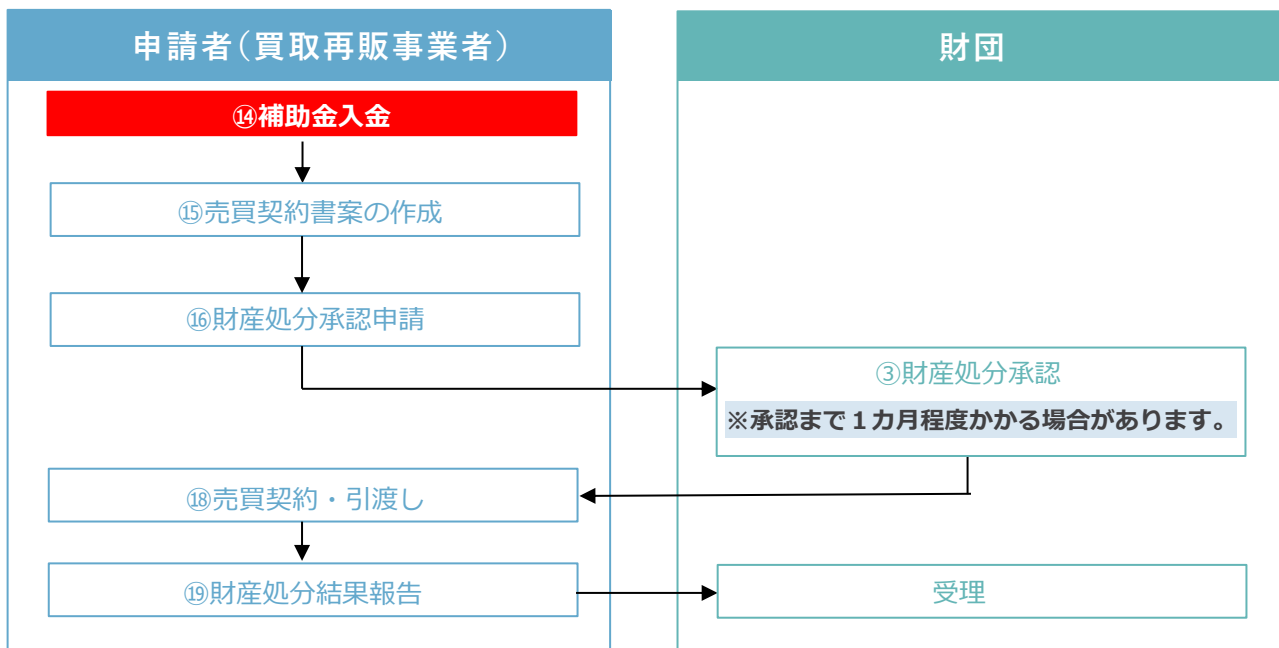 申請者(買取再販事業者)
財団
⑭補助金入金
⑮売買契約書案の作成
⑯財産処分承認申請
③財産処分承認
※承認まで１カ月程度かかる場合があります。
⑱売買契約・引渡し
⑲財産処分結果報告
受理